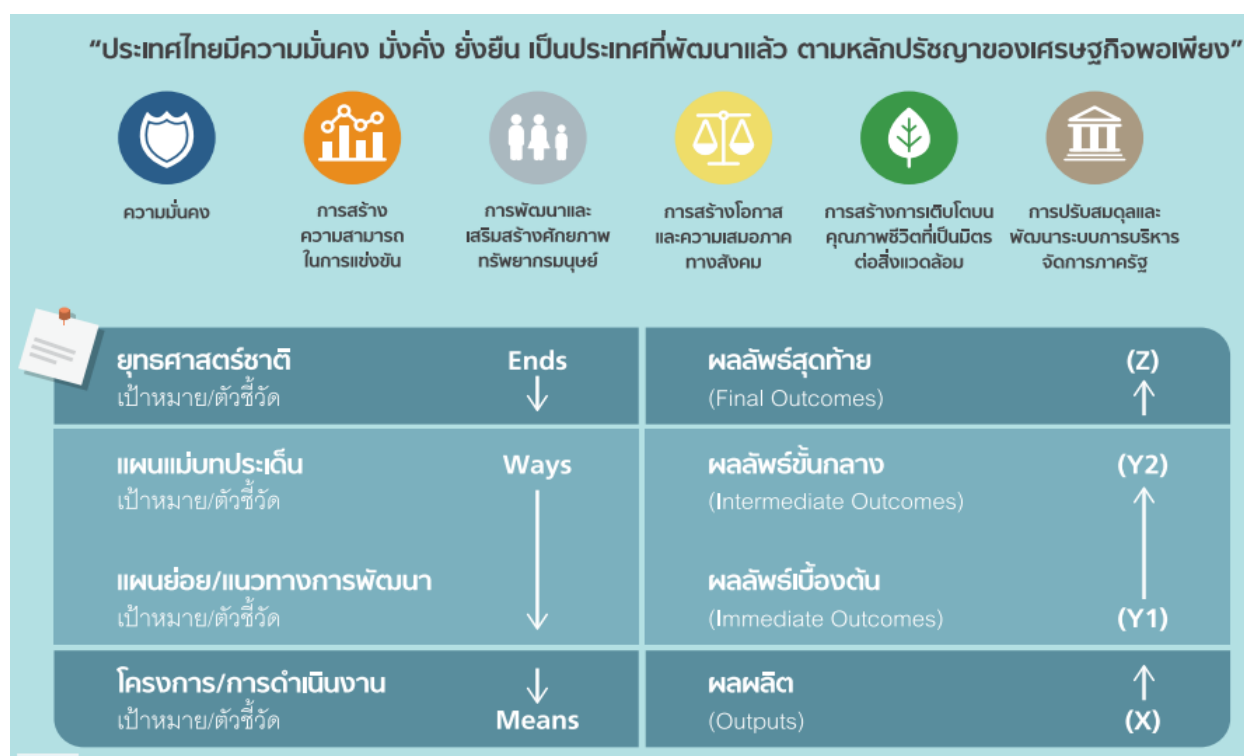 “ประเทศไทยมีความมั่นคง มั่งคั่ง ยั่งยืน เป็นประเทศที่พัฒนาแล้ว ตามหลักปรัชญาของเศรษฐกิจพอเพียง”
ความมั่นคง
การสร้าง
ความสามารถ
ในการแข่งขัน
การพัฒนาและ
เสริมสร้างศักยภาพ
ทรัพยากรมนุษย์
การสร้างโอกาส
และความเสมอภาค
ทางสังคม
การสร้างการเติบโตบน
คุณภาพชีวิตที่เป็นมิตร
ต่อสิ่งแวดล้อม
การปรับสมดุลและ
พัฒนาระบบการบริหาร
จัดการภาครัฐ
ยุทธศาสตร์ชาติ Ends
เป้าหมาย/ตัวชี้วัด
ผลลัพธ์สุดท้าย (Z)
(Final Outcomes)
แผนแม่บทประเด็น Ways
เป้าหมาย/ตัวชี้วัด
ผลลัพธ์ขั้นกลาง (Y2)
(Intermediate Outcomes)
แผนย่อย/แนวทางการพัฒนา
เป้าหมาย/ตัวชี้วัด
ผลลัพธ์เบื้องต้น
(Immediate Outcomes) (Y1)
โครงการ/การดำเนินงาน
เป้าหมาย/ตัวชี้วัด Means
ผลผลิต
(Outputs) (X)